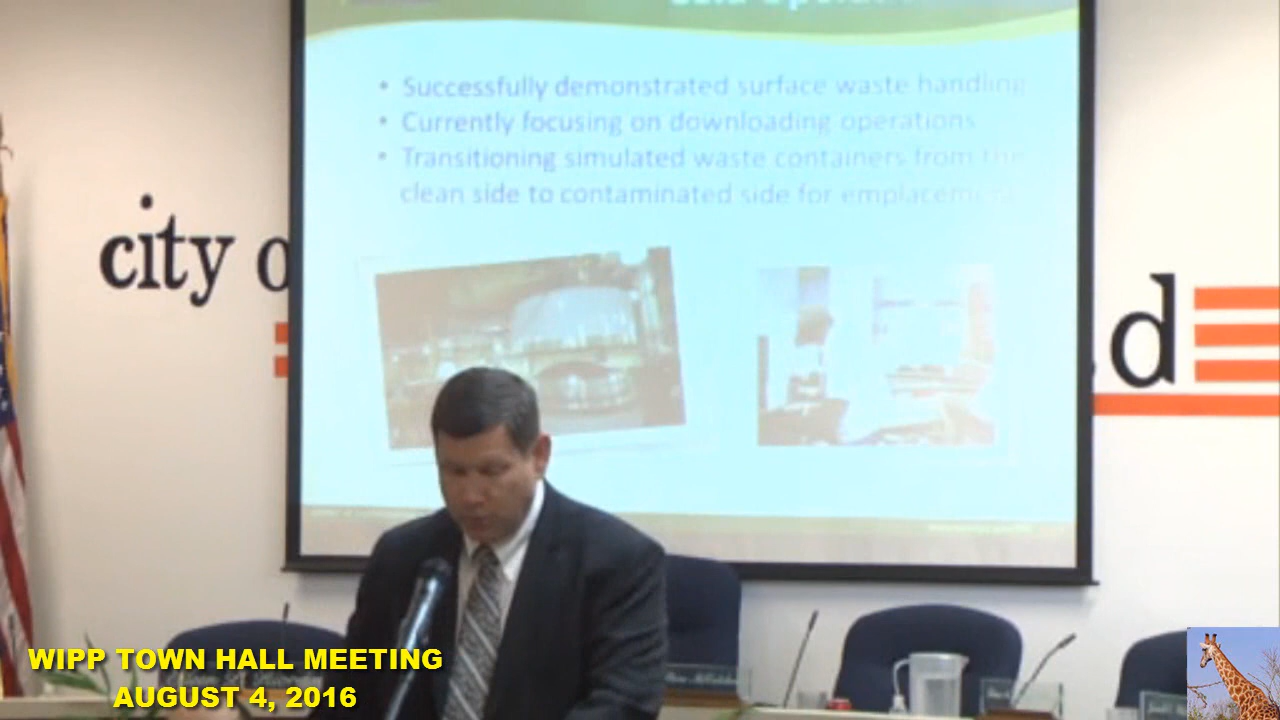 Successfully demonstrated surface waste handling
Currently focusing on downloading operations
Transitioning simulated waste containers from the
clean side to contaminated side for emplacement
city o
d
WIPP TOWN HALL MEETING
AUGUST 4, 2016